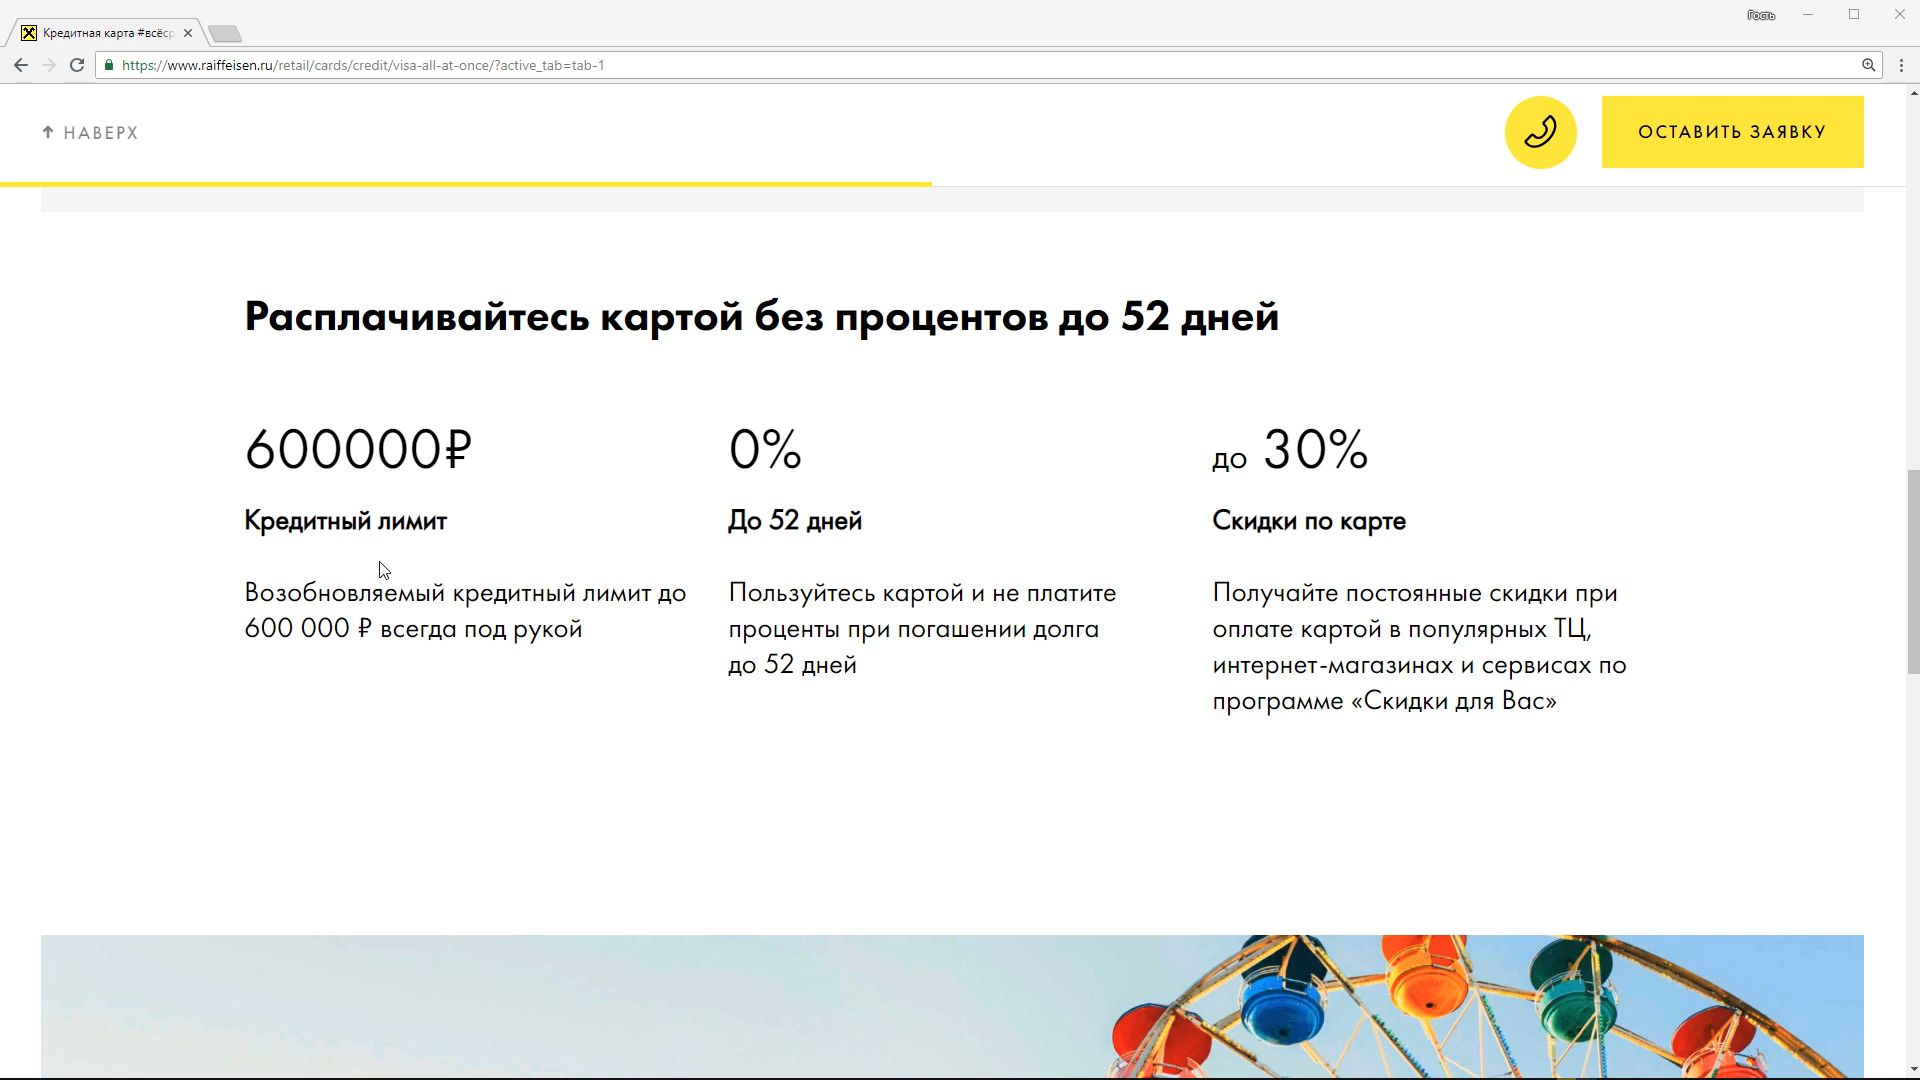 Гость
Кредитная карта #всёср
https://www.raiffeisen.ru/retail/cards/credit/visa-all-at-once/?active_tab=tab-1
НАВЕРХ
ОСТАВИТЬ ЗАЯВКУ
Расплачивайтесь картой без процентов до 52 дней
600000₽
Кредитный лимит
Возобновляемый кредитный лимит до
600 000 ₽ всегда под рукой
0%
До 52 дней
Пользуйтесь картой и не платите
проценты при погашении долга
до 52 дней
до 30%
Скидки по карте
Получайте постоянные скидки при
оплате картой в популярных ТЦ,
интернет-магазинах и сервисах по
программе «Скидки для Вас»